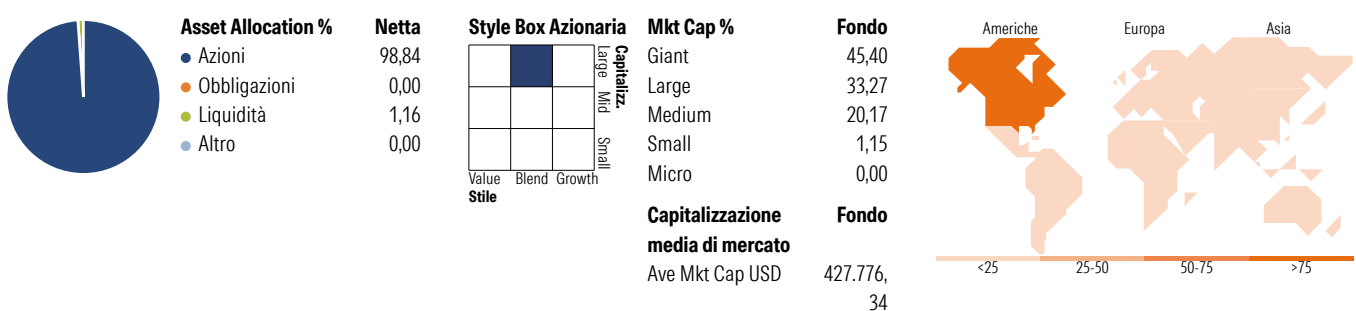 Asset Allocation % Netta
Azioni 98,84
Obbligazioni 0,00
Liquidità 1,16
Altro 0,00
Style Box Azionaria
Capitalizz.
Large Mid Small
Value Blend Growth
Stile
Mkt Cap % Fondo
Giant 45,40
Large 33,27
Medium 20,17
Small 1,15
Micro 0,00
Capitalizzazione Fondo
media di mercato
Ave Mkt Cap USD 427.776,
34
Americhe Europa Asia
<25 25-50 50-75 >75